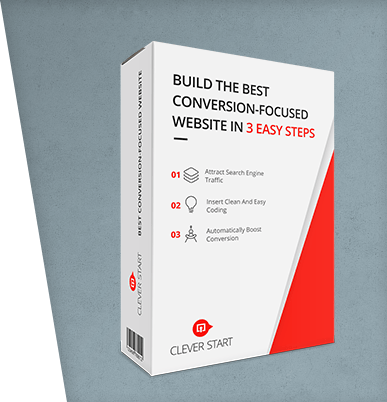 BUILD THE BEST
CONVERSION-FOCUSED
WEBSITE IN 3 EASY STEPS
01 Attract Search Engine
Traffic
02 Insert Clean And Easy
Coding
03 Automatically Boost
Conversion
CLEVER START
BEST CONVERSION-FOCUSED WEBSITE
CLEVER START